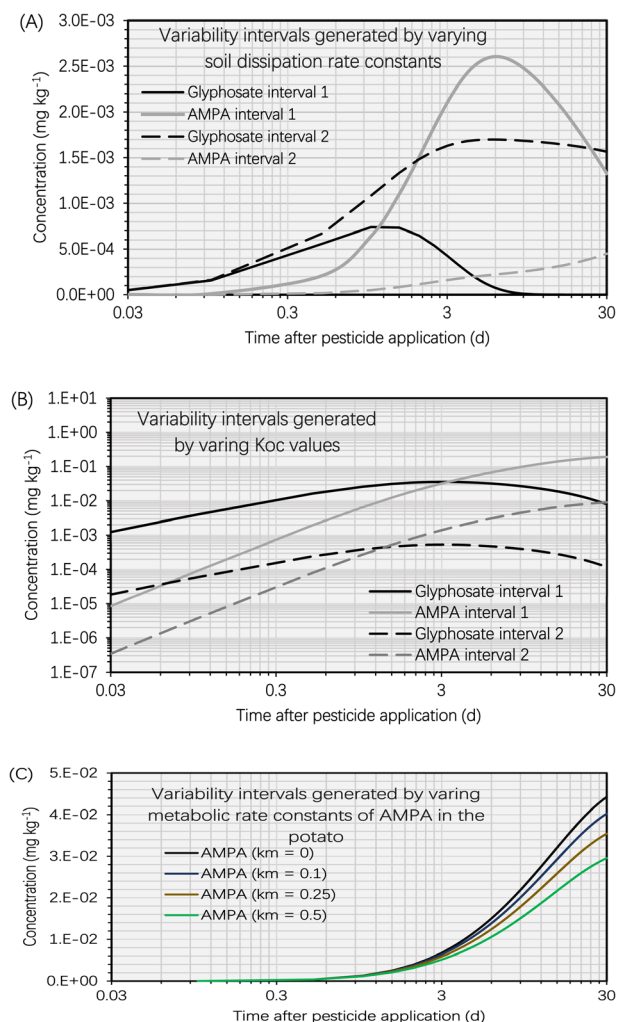 (A)
3.0E-03
2.5E-03
2.0E-03
1.5E-03
1.0E-03
5.0E-04
0.0E+00
Concentration (mg kg⁻¹)
Variability intervals generated by varying
soil dissipation rate constants
Glyphosate interval 1
AMPA interval 1
Glyphosate interval 2
AMPA interval 2
0.03 0.3 3 30
Time after pesticide application (d)
(B)
1.E+01
1.E+00
1.E-01
1.E-02
1.E-03
1.E-04
1.E-05
1.E-06
1.E-07
Concentration (mg kg⁻¹)
Variability intervals generated
by varing Koc values
Glyphosate interval 1
AMPA interval 1
Glyphosate interval 2
AMPA interval 2
0.03 0.3 3 30
Time after pesticide application (d)
(C)
5.E-02
4.E-02
3.E-02
2.E-02
1.E-02
0.E+00
Concentration (mg kg⁻¹)
Variability intervals generated by varing
metabolic rate constants of AMPA in the
potato
AMPA (km = 0)
AMPA (km = 0.1)
AMPA (km = 0.25)
AMPA (km = 0.5)
0.03 0.3 3 30
Time after pesticide application (d)